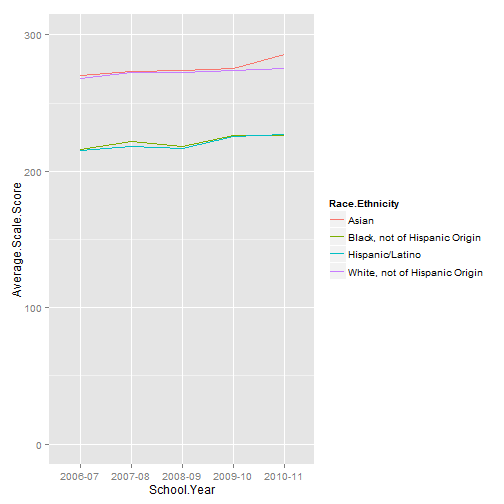 300
200
100
0
Average.Scale.Score
2006-07 2007-08 2008-09 2009-10 2010-11
School.Year
Race.Ethnicity
Asian
Black, not of Hispanic Origin
Hispanic/Latino
White, not of Hispanic Origin